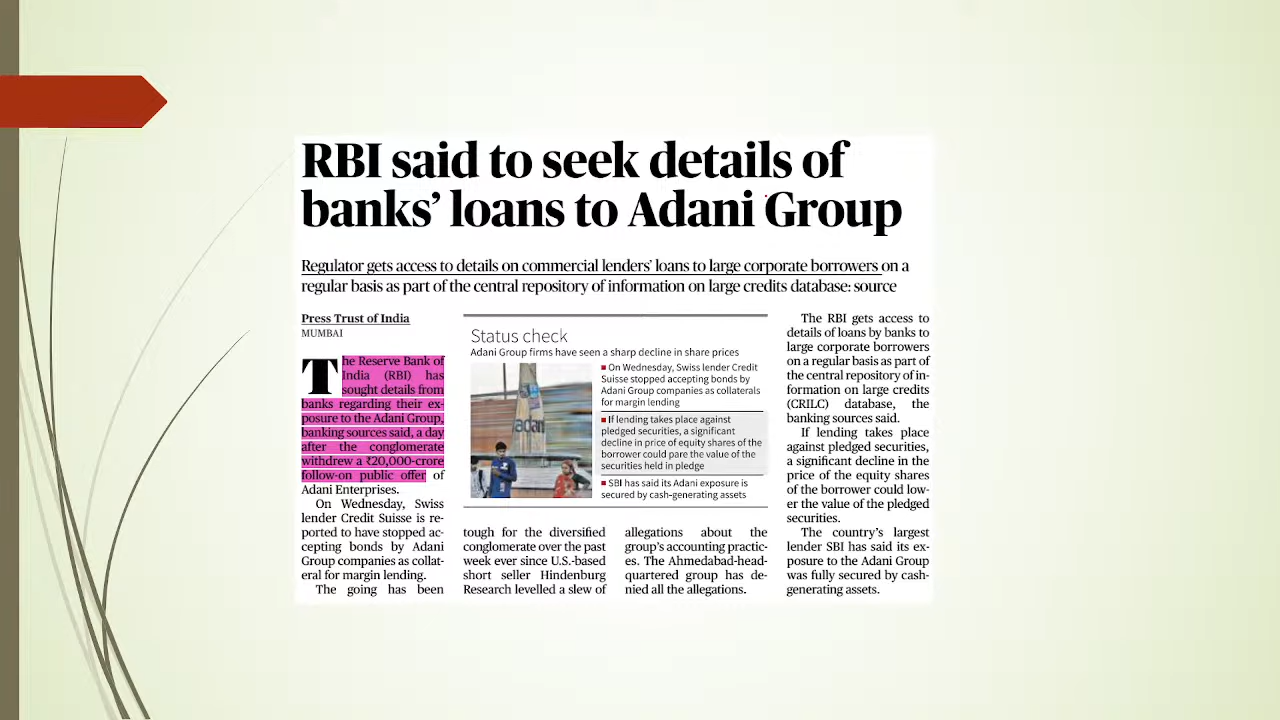 RBI said to seek details of
banks’ loans to Adani Group
Regulator gets access to details on commercial lenders’ loans to large corporate borrowers on a
regular basis as part of the central repository of information on large credits database: source
Press Trust of India
MUMBAI
The Reserve Bank of
India (RBI) has
sought details from
banks regarding their ex-
posure to the Adani Group,
banking sources said, a day
after the conglomerate
withdrew a ₹20,000-crore
follow-on public offer of
Adani Enterprises.
On Wednesday, Swiss
lender Credit Suisse is re-
ported to have stopped ac-
cepting bonds by Adani
Group companies as collat-
eral for margin lending.
The going has been
Status check
Adani Group firms have seen a sharp decline in share prices
adani
■ On Wednesday, Swiss lender Credit
Suisse stopped accepting bonds by
Adani Group companies as collaterals
for margin lending
■ If lending takes place against
pledged securities, a significant
decline in price of equity shares of the
borrower could pare the value of the
securities held in pledge
■ SBI has said its Adani exposure is
secured by cash-generating assets
tough for the diversified
conglomerate over the past
week ever since U.S.-based
short seller Hindenburg
Research levelled a slew of
allegations about the
group’s accounting practic-
es. The Ahmedabad-head-
quartered group has de-
nied all the allegations.
The RBI gets access to
details of loans by banks to
large corporate borrowers
on a regular basis as part of
the central repository of in-
formation on large credits
(CRILC) database, the
banking sources said.
If lending takes place
against pledged securities,
a significant decline in the
price of the equity shares
of the borrower could low-
er the value of the pledged
securities.
The country’s largest
lender SBI has said its ex-
posure to the Adani Group
was fully secured by cash-
generating assets.